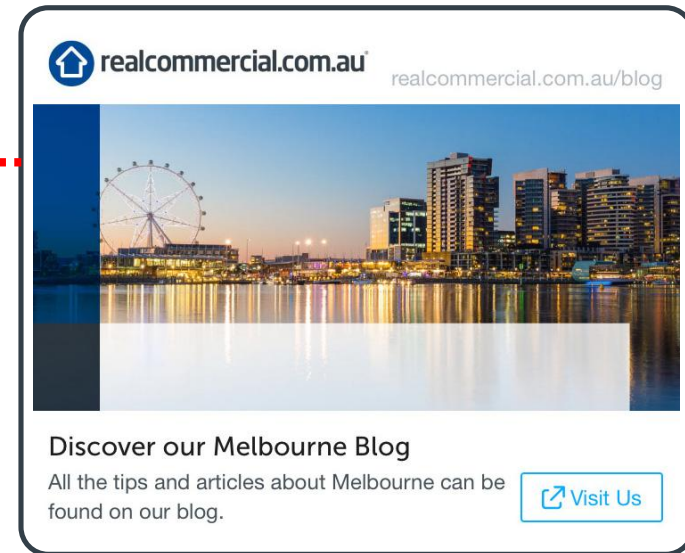 realcommercial.com.au
realcommercial.com.au/blog
Discover our Melbourne Blog
All the tips and articles about Melbourne can be
found on our blog.
Visit Us